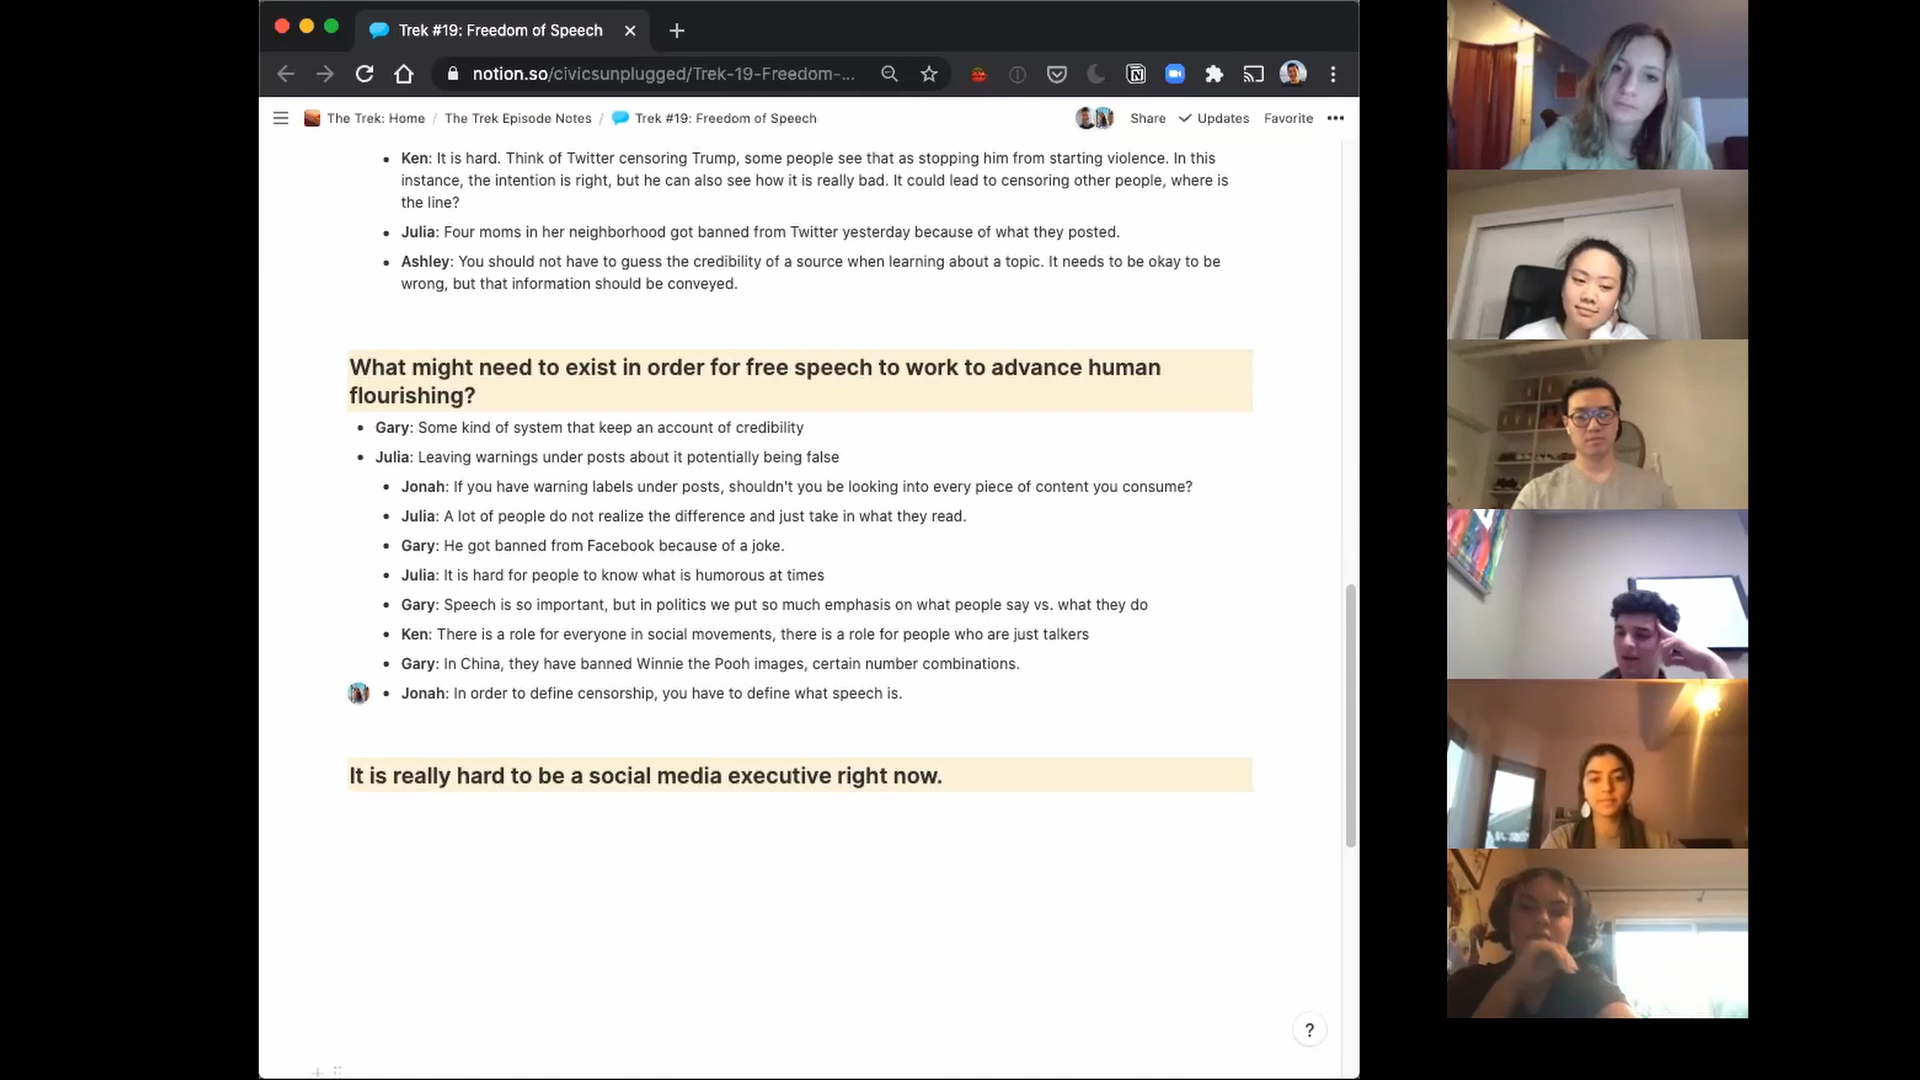 Trek #19: Freedom of Speech
notion.so/civicsunplugged/Trek-19-Freedom-...
The Trek: Home / The Trek Episode Notes / Trek #19: Freedom of Speech
Share Updates Favorite
Ken: It is hard. Think of Twitter censoring Trump, some people see that as stopping him from starting violence. In this
instance, the intention is right, but he can also see how it is really bad. It could lead to censoring other people, where is
the line?
Julia: Four moms in her neighborhood got banned from Twitter yesterday because of what they posted.
Ashley: You should not have to guess the credibility of a source when learning about a topic. It needs to be okay to be
wrong, but that information should be conveyed.
What might need to exist in order for free speech to work to advance human
flourishing?
Gary: Some kind of system that keep an account of credibility
Julia: Leaving warnings under posts about it potentially being false
Jonah: If you have warning labels under posts, shouldn't you be looking into every piece of content you consume?
Julia: A lot of people do not realize the difference and just take in what they read.
Gary: He got banned from Facebook because of a joke.
Julia: It is hard for people to know what is humorous at times
Gary: Speech is so important, but in politics we put so much emphasis on what people say vs. what they do
Ken: There is a role for everyone in social movements, there is a role for people who are just talkers
Gary: In China, they have banned Winnie the Pooh images, certain number combinations.
Jonah: In order to define censorship, you have to define what speech is.
It is really hard to be a social media executive right now.
?